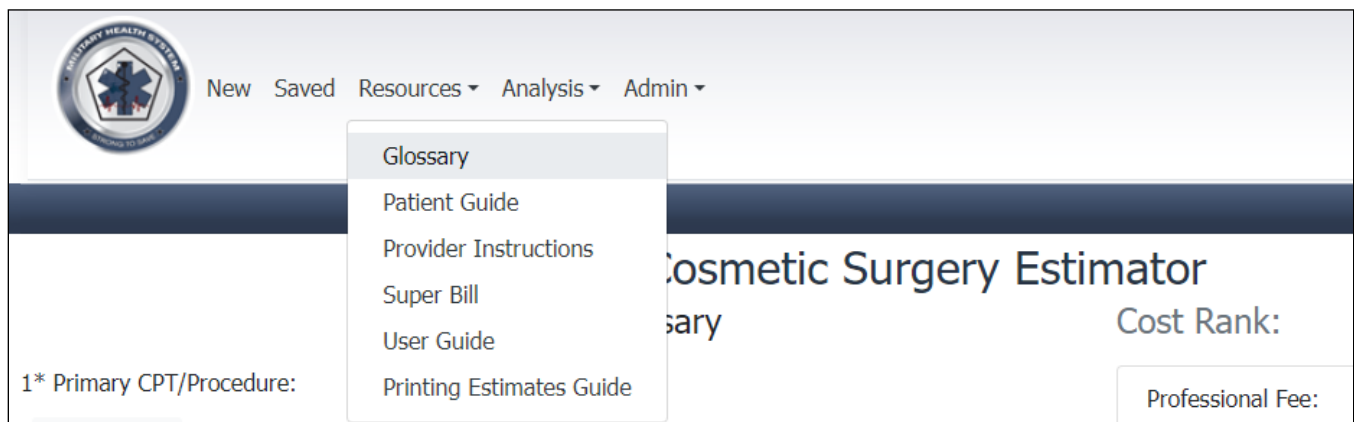 MILITARY HEALTH SYSTEM
STRONG TO SAVE
New Saved Resources Analysis Admin
Glossary
Patient Guide
Provider Instructions
Super Bill
User Guide
Printing Estimates Guide
Cosmetic Surgery Estimator
sary
Cost Rank:
1* Primary CPT/Procedure:
Professional Fee: